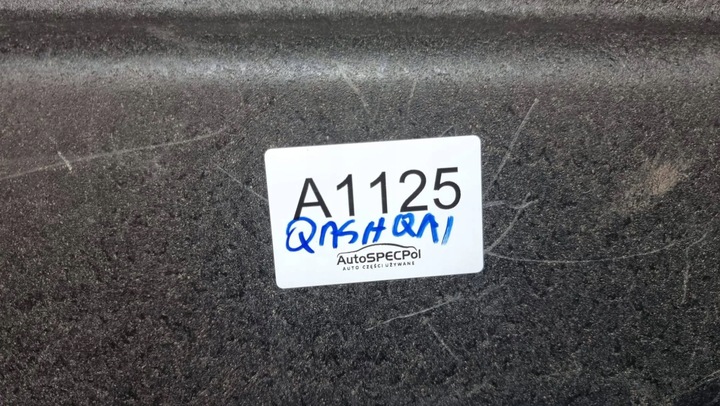 A1125
QASHQAI
AutoSPECPol
AUTO CZĘŚCI UŻYWANE